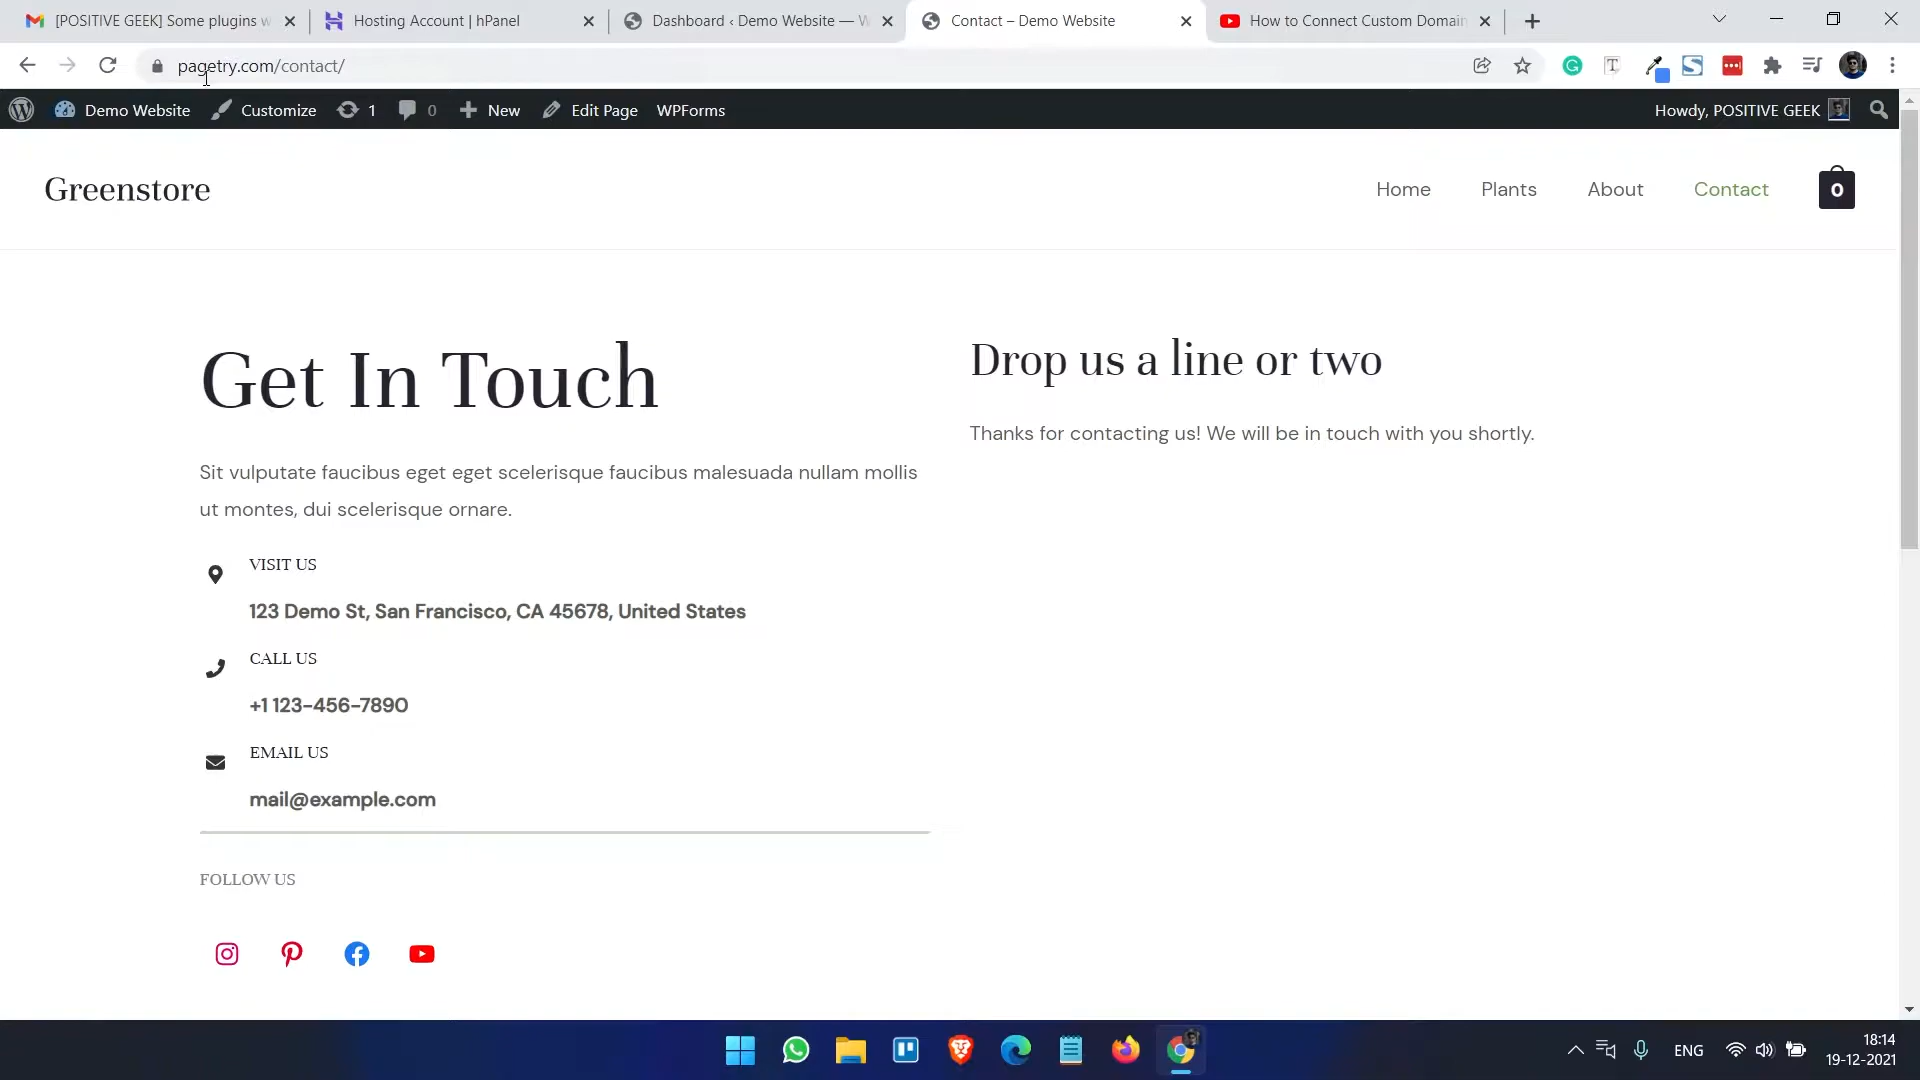 [POSITIVE GEEK] Some plugins w
Hosting Account | hPanel
Dashboard ‹ Demo Website — W
Contact – Demo Website
How to Connect Custom Domain
pagetry.com/contact/
Demo Website
Customize
1
0
New
Edit Page
WPForms
Howdy, POSITIVE GEEK
Greenstore
Home
Plants
About
Contact
0
Get In Touch
Sit vulputate faucibus eget eget scelerisque faucibus malesuada nullam mollis
ut montes, dui scelerisque ornare.
VISIT US
123 Demo St, San Francisco, CA 45678, United States
CALL US
+1 123-456-7890
EMAIL US
mail@example.com
FOLLOW US
Drop us a line or two
Thanks for contacting us! We will be in touch with you shortly.
ENG
18:14
19-12-2021